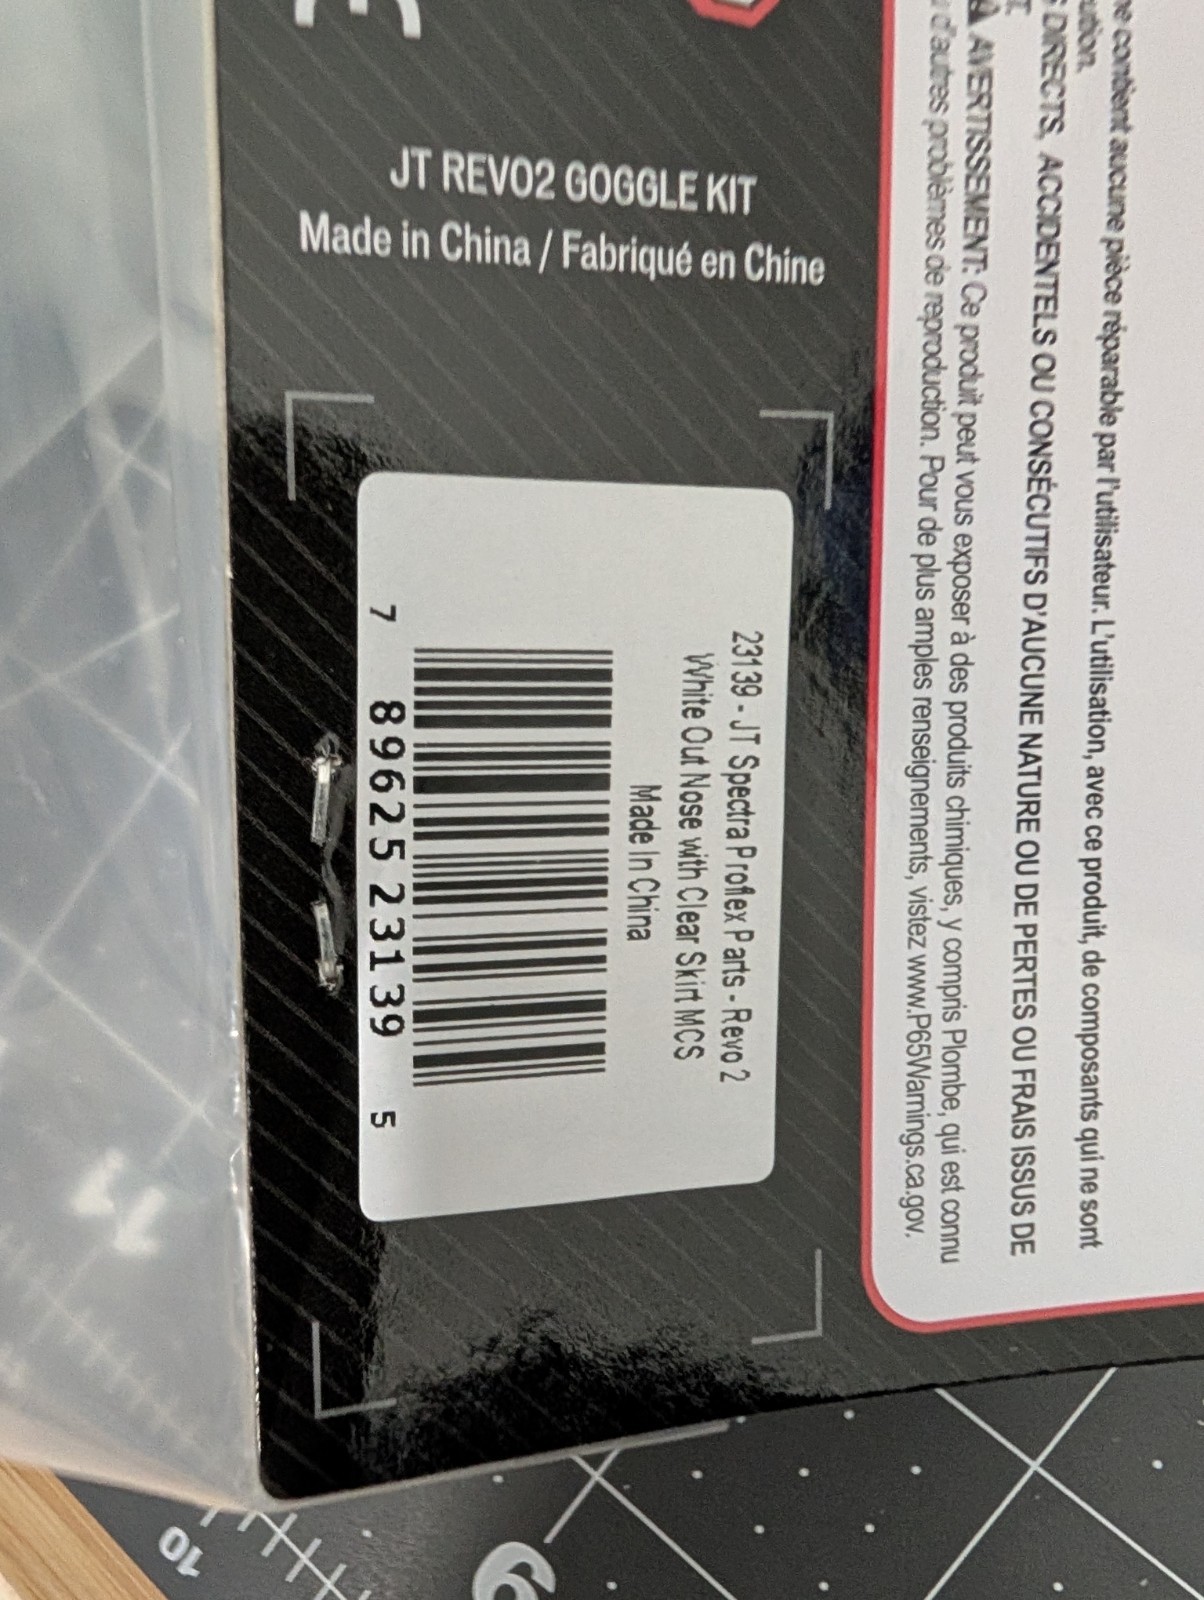 JT REVO2 GOGGLE KIT
Made in China / Fabriqué en Chine
23139 - JT Spectra Proflex Parts - Revo 2
White Out Nose with Clear Skirt MCS
Made In China
7 89625 23139 5
ne contient aucune pièce réparable par l'utilisateur. L'utilisation, avec ce produit, de composants qui ne sont
DIRECTS, ACCIDENTELS OU CONSÉCUTIFS D'AUCUNE NATURE OU DE PERTES OU FRAIS ISSUS DE
AVERTISSEMENT: Ce produit peut vous exposer à des produits chimiques, y compris Plombe, qui est connu
d'autres problèmes de reproduction. Pour de plus amples renseignements, vistez www.P65Warnings.ca.gov.
10
6